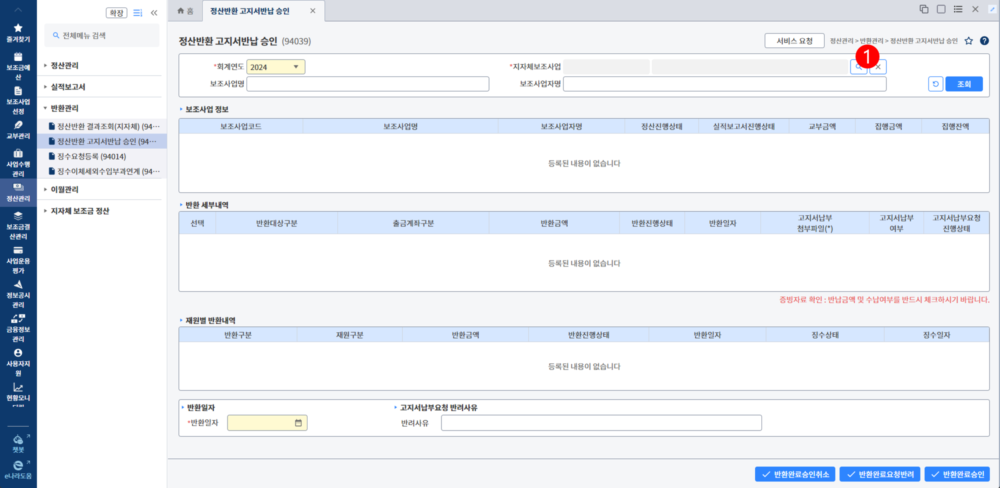 즐겨찾기
보조금예
산
보조사업
선정
교부관리
사업수행
관리
정산관리
보조금결
산관리
사업운용
평가
정보공시
관리
금융정보
관리
사용자지
원
현황모니
챗봇
e나라도움
확장
전체메뉴 검색
정산관리
실적보고서
반환관리
정산반환 결과조회(지자체) (94···
정산반환 고지서반납 승인 (94···
징수요청등록 (94014)
징수이체세외수입부과연계 (94···
이월관리
지자체 보조금 정산
홈
정산반환 고지서반납 승인
정산반환 고지서반납 승인 (94039)
서비스 요청
정산관리 > 반환관리 > 정산반환 고지서반납 승인
1
*회계연도 2024
*지자체보조사업
보조사업명
보조사업자명
조회
보조사업 정보
보조사업코드 보조사업명 보조사업자명 정산진행상태 실적보고서진행상태 교부금액 집행금액 집행잔액
등록된 내용이 없습니다
반환 세부내역
선택 반환대상구분 출금계좌구분 반환금액 반환진행상태 반환일자 고지서납부 첨부파일(*) 고지서납부 여부 고지서납부요청 진행상태
등록된 내용이 없습니다
증빙자료 확인 : 반납금액 및 수납여부를 반드시 체크하시기 바랍니다.
재원별 반환내역
반환구분 재원구분 반환금액 반환진행상태 반환일자 징수상태 징수일자
등록된 내용이 없습니다
반환일자
*반환일자
고지서납부요청 반려사유
반려사유
반환완료승인취소
반환완료요청반려
반환완료승인